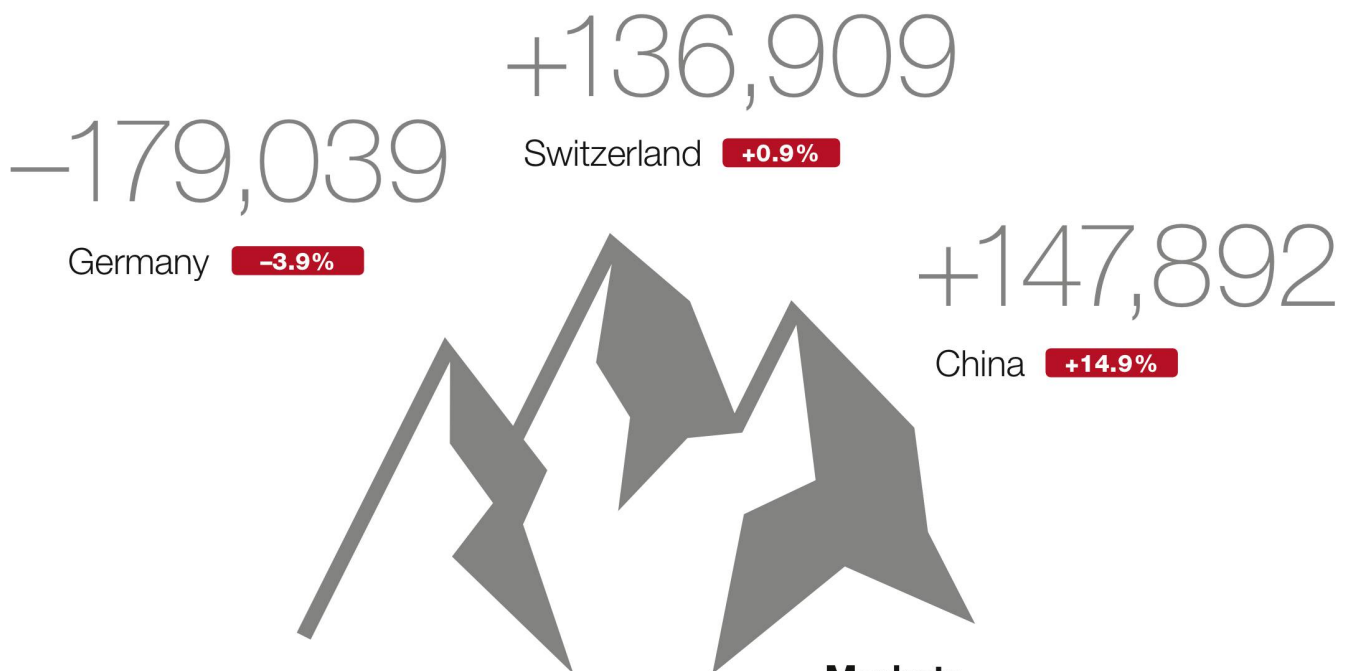 +136,909
Switzerland +0.9%
–179,039
Germany –3.9%
+147,892
China +14.9%